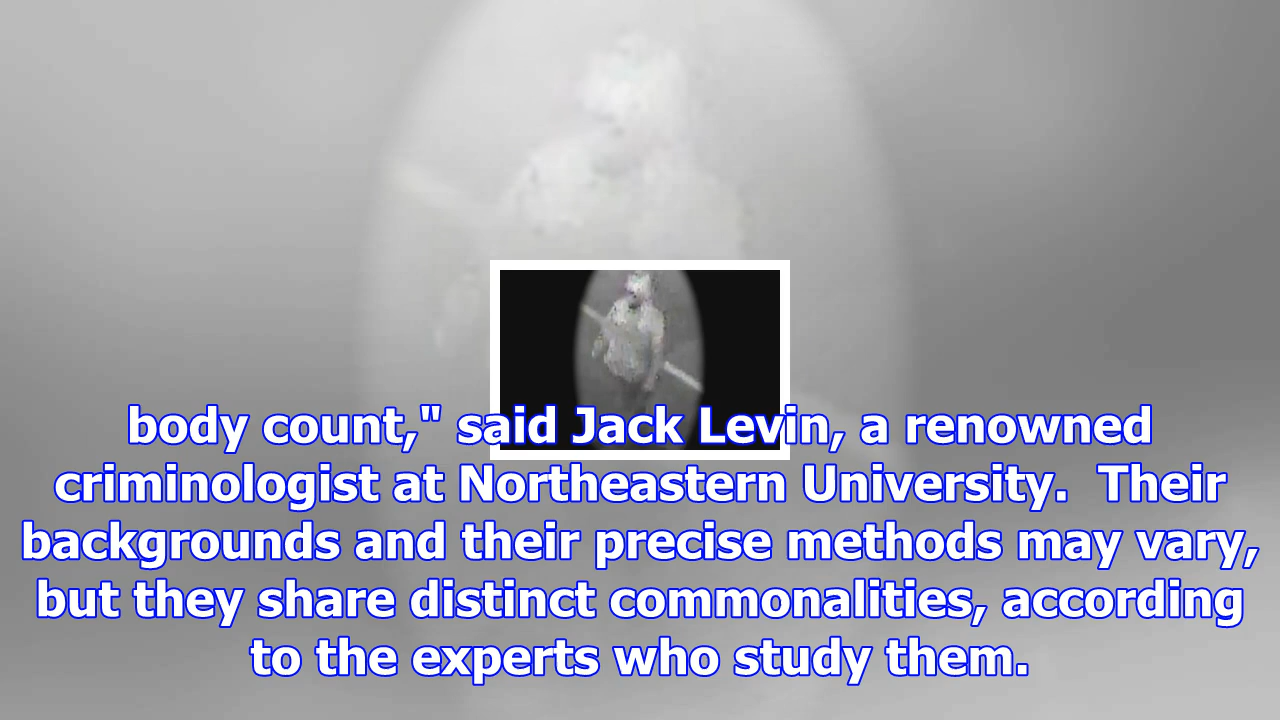 body count," said Jack Levin, a renowned
criminologist at Northeastern University.  Their
backgrounds and their precise methods may vary,
but they share distinct commonalities, according
to the experts who study them.